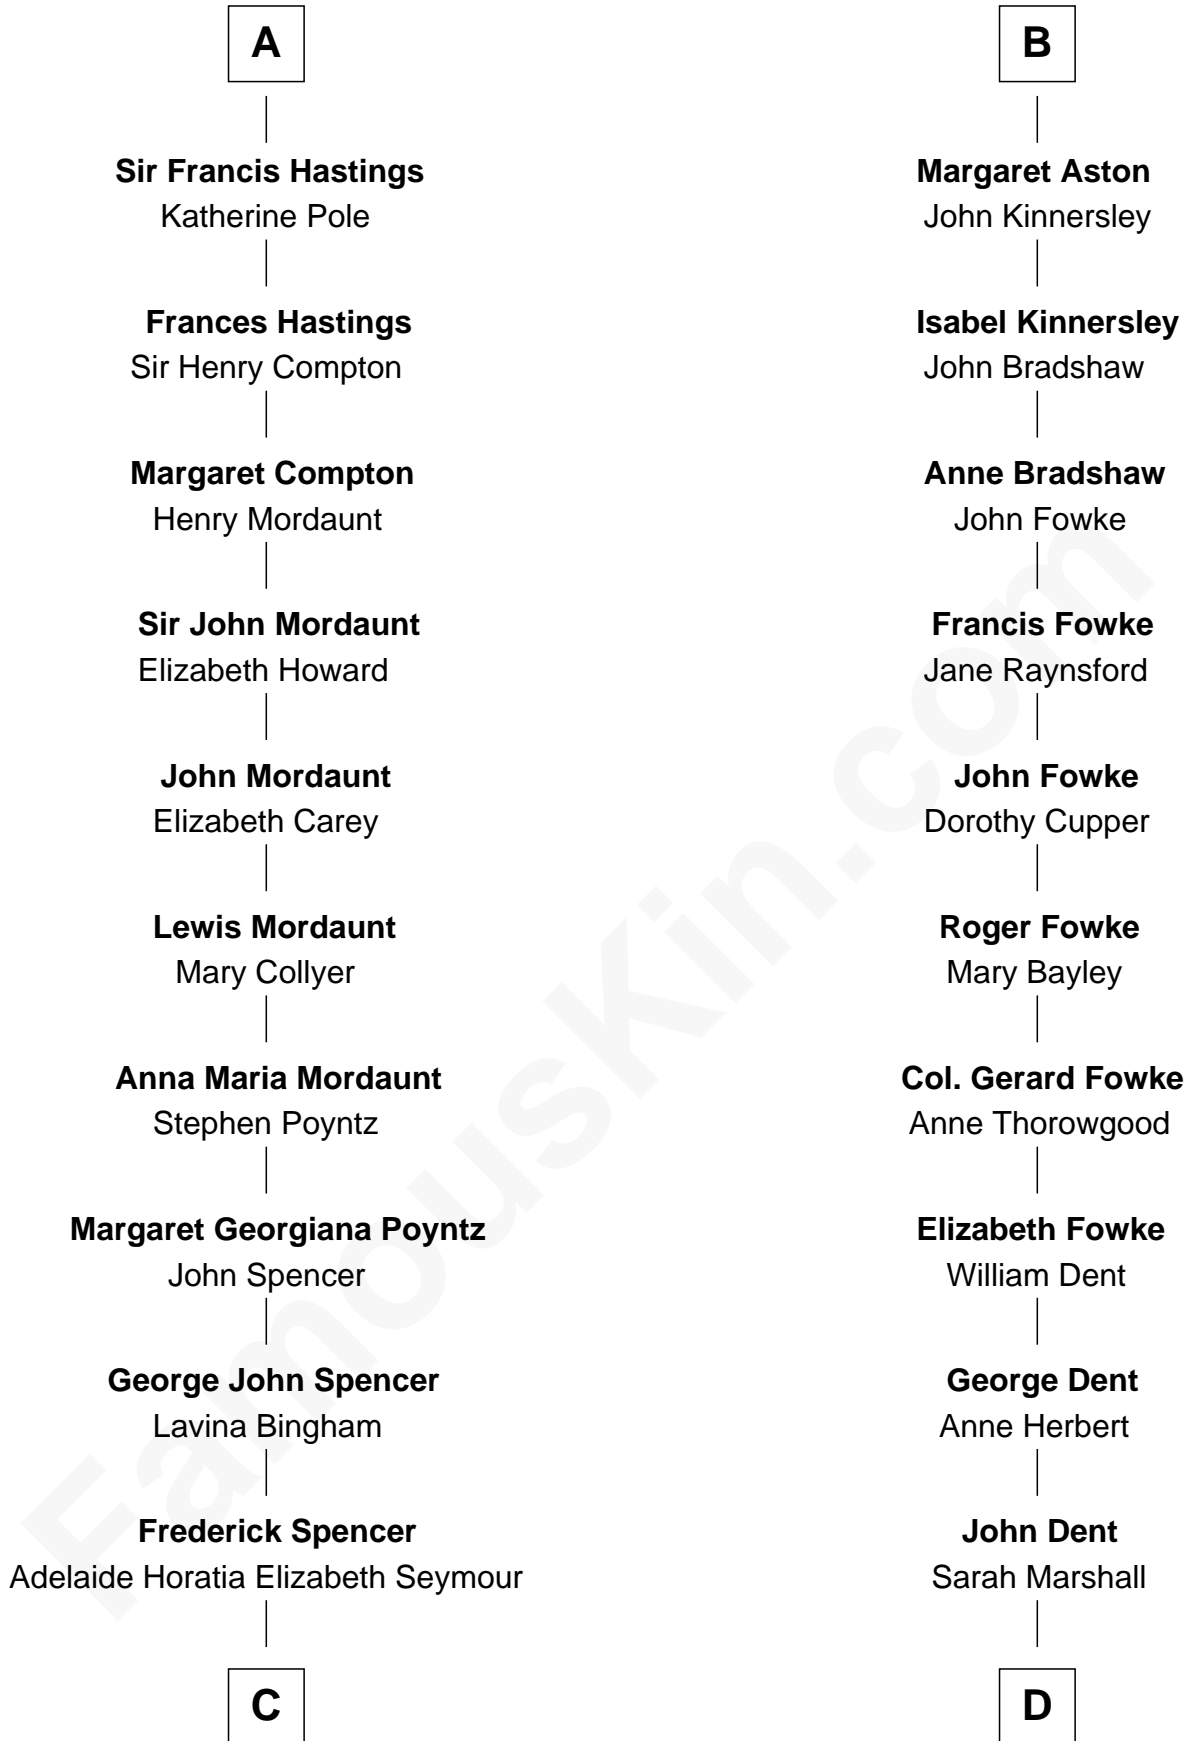 A
Sir Francis Hastings
Katherine Pole
Frances Hastings
Sir Henry Compton
Margaret Compton
Henry Mordaunt
Sir John Mordaunt
Elizabeth Howard
John Mordaunt
Elizabeth Carey
Lewis Mordaunt
Mary Collyer
Anna Maria Mordaunt
Stephen Poyntz
Margaret Georgiana Poyntz
John Spencer
George John Spencer
Lavina Bingham
Frederick Spencer
Adelaide Horatia Elizabeth Seymour
C
B
Margaret Aston
John Kinnersley
Isabel Kinnersley
John Bradshaw
Anne Bradshaw
John Fowke
Francis Fowke
Jane Raynsford
John Fowke
Dorothy Cupper
Roger Fowke
Mary Bayley
Col. Gerard Fowke
Anne Thorowgood
Elizabeth Fowke
William Dent
George Dent
Anne Herbert
John Dent
Sarah Marshall
D
FamousKin.com